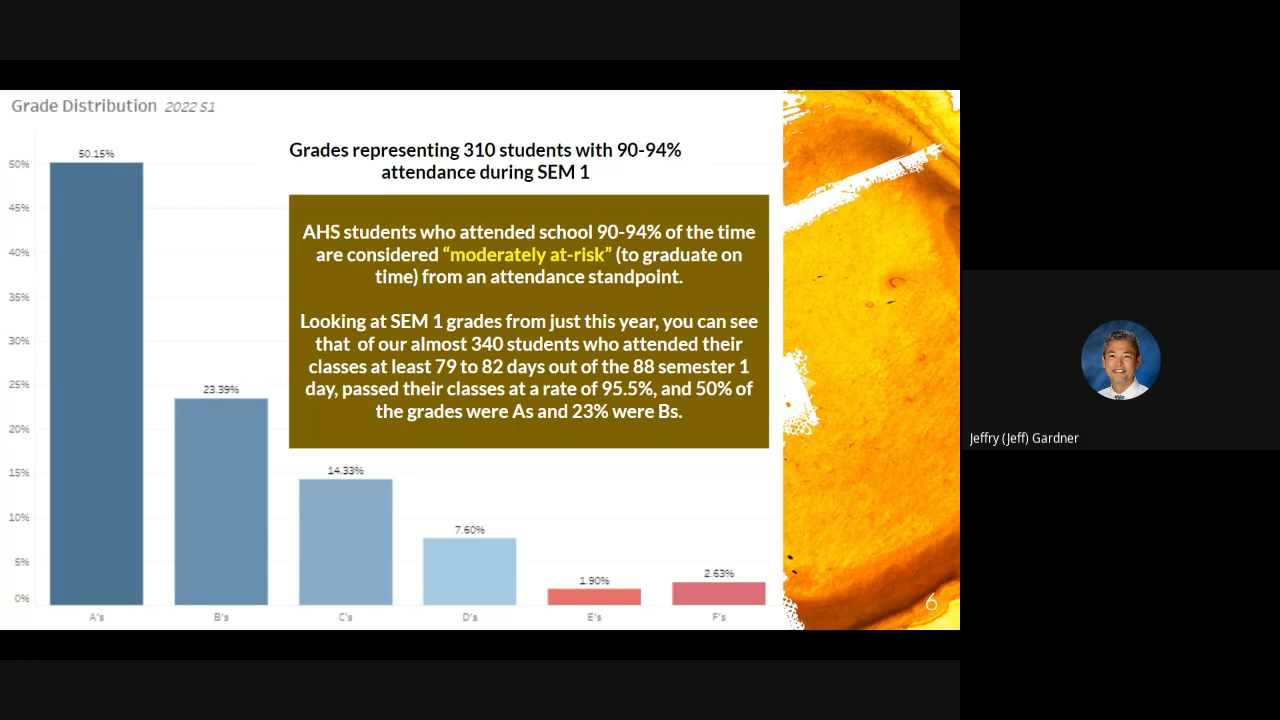 Grade Distribution 2022 S1
Grades representing 310 students with 90-94%
attendance during SEM 1
AHS students who attended school 90-94% of the time
are considered “moderately at-risk” (to graduate on
time) from an attendance standpoint.
Looking at SEM 1 grades from just this year, you can see
that of our almost 340 students who attended their
classes at least 79 to 82 days out of the 88 semester 1
day, passed their classes at a rate of 95.5%, and 50% of
the grades were As and 23% were Bs.
50%
45%
40%
35%
30%
25%
20%
15%
10%
5%
0%
50.15%
23.39%
14.33%
7.60%
1.90%
2.63%
A's
B's
C's
D's
E's
F's
6
Jeffry (Jeff) Gardner